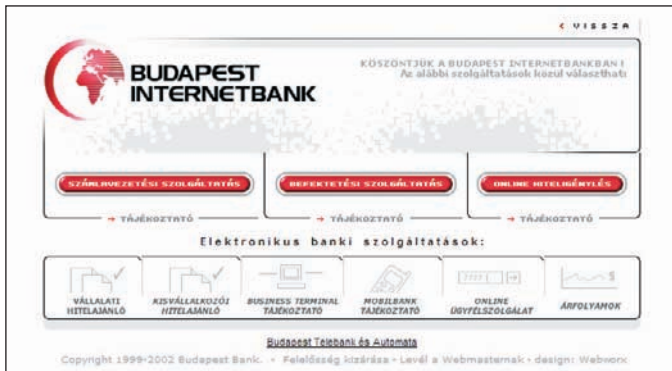 VISSZA
BUDAPEST
INTERNETBANK
KÖSZÖNTJÜK A BUDAPEST INTERNETBANKBAN !
Az alábbi szolgáltatások közül választhat:
SZÁMLAVEZETÉSI SZOLGÁLTATÁS
BEFEKTETÉSI SZOLGÁLTATÁS
ONLINE HITELIGÉNYLÉS
TÁJÉKOZTATÓ
TÁJÉKOZTATÓ
TÁJÉKOZTATÓ
Elektronikus banki szolgáltatások:
VÁLLALATI
HITELAJÁNLÓ
KISVÁLLALKOZÓI
HITELAJÁNLÓ
BUSINESS TERMINAL
TÁJÉKOZTATÓ
MOBILBANK
TÁJÉKOZTATÓ
ONLINE
ÜGYFÉLSZOLGÁLAT
ÁRFOLYAMOK
Budapest Telebank és Automata
Copyright 1999-2002 Budapest Bank. • Felelősség kizárása • Levél a Webmasternak • design: Webworx